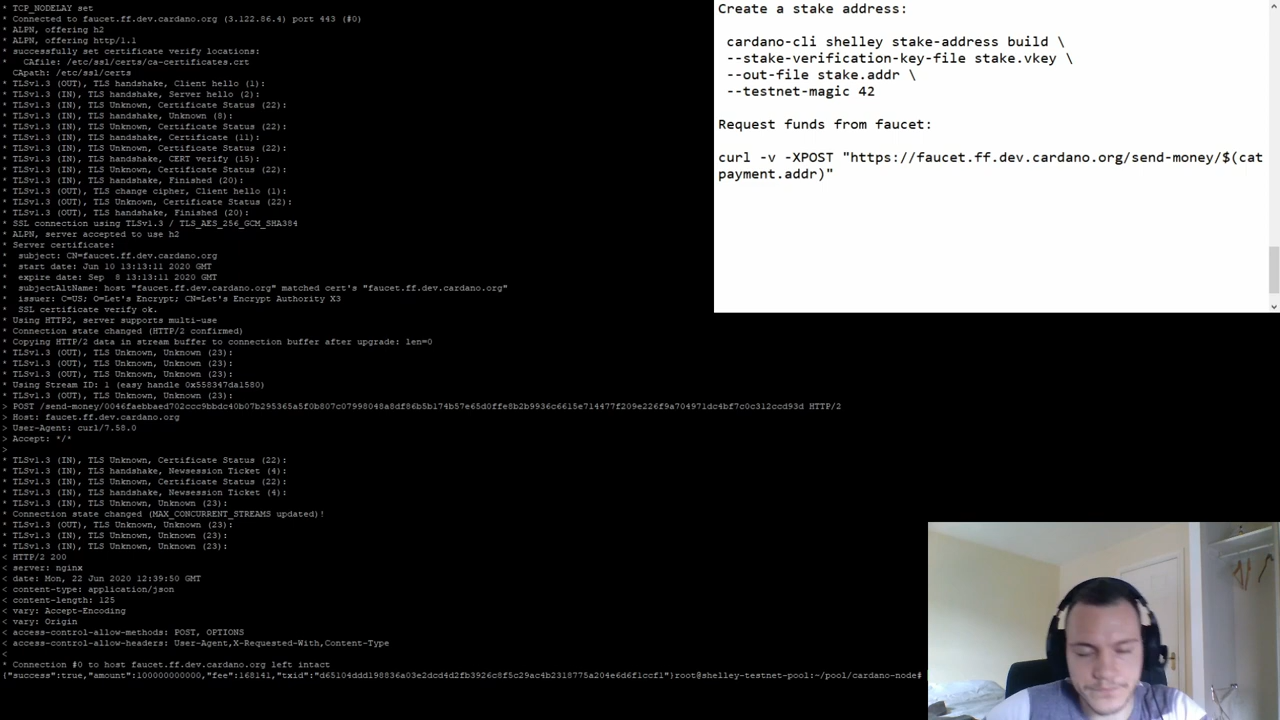 * TCP_NODELAY set
* Connected to faucet.ff.dev.cardano.org (3.122.86.4) port 443 (#0)
* ALPN, offering h2
* ALPN, offering http/1.1
* successfully set certificate verify locations:
*   CAfile: /etc/ssl/certs/ca-certificates.crt
  CApath: /etc/ssl/certs
* TLSv1.3 (OUT), TLS handshake, Client hello (1):
* TLSv1.3 (IN), TLS handshake, Server hello (2):
* TLSv1.3 (IN), TLS Unknown, Certificate Status (22):
* TLSv1.3 (IN), TLS handshake, Unknown (8):
* TLSv1.3 (IN), TLS Unknown, Certificate Status (22):
* TLSv1.3 (IN), TLS handshake, Certificate (11):
* TLSv1.3 (IN), TLS Unknown, Certificate Status (22):
* TLSv1.3 (IN), TLS handshake, CERT verify (15):
* TLSv1.3 (IN), TLS Unknown, Certificate Status (22):
* TLSv1.3 (IN), TLS handshake, Finished (20):
* TLSv1.3 (OUT), TLS change cipher, Client hello (1):
* TLSv1.3 (OUT), TLS Unknown, Certificate Status (22):
* TLSv1.3 (OUT), TLS handshake, Finished (20):
* SSL connection using TLSv1.3 / TLS_AES_256_GCM_SHA384
* ALPN, server accepted to use h2
* Server certificate:
*  subject: CN=faucet.ff.dev.cardano.org
*  start date: Jun 10 13:13:11 2020 GMT
*  expire date: Sep  8 13:13:11 2020 GMT
*  subjectAltName: host "faucet.ff.dev.cardano.org" matched cert's "faucet.ff.dev.cardano.org"
*  issuer: C=US; O=Let's Encrypt; CN=Let's Encrypt Authority X3
*  SSL certificate verify ok.
* Using HTTP2, server supports multi-use
* Connection state changed (HTTP/2 confirmed)
* Copying HTTP/2 data in stream buffer to connection buffer after upgrade: len=0
* TLSv1.3 (OUT), TLS Unknown, Unknown (23):
* TLSv1.3 (OUT), TLS Unknown, Unknown (23):
* TLSv1.3 (OUT), TLS Unknown, Unknown (23):
* Using Stream ID: 1 (easy handle 0x558347da1580)
* TLSv1.3 (OUT), TLS Unknown, Unknown (23):
> POST /send-money/0046faebbaed702ccc9bbdc40b07b295365a5f0b807c07998048a8df86b5b174b57e65d0ffe8b2b9936c6615e714477f209e226f9a704971dc4bf7c0c312ccd93d HTTP/2
> Host: faucet.ff.dev.cardano.org
> User-Agent: curl/7.58.0
> Accept: */*
>
* TLSv1.3 (IN), TLS Unknown, Certificate Status (22):
* TLSv1.3 (IN), TLS handshake, Newsession Ticket (4):
* TLSv1.3 (IN), TLS Unknown, Certificate Status (22):
* TLSv1.3 (IN), TLS handshake, Newsession Ticket (4):
* TLSv1.3 (IN), TLS Unknown, Unknown (23):
* Connection state changed (MAX_CONCURRENT_STREAMS updated)!
* TLSv1.3 (OUT), TLS Unknown, Unknown (23):
* TLSv1.3 (IN), TLS Unknown, Unknown (23):
* TLSv1.3 (IN), TLS Unknown, Unknown (23):
< HTTP/2 200
< server: nginx
< date: Mon, 22 Jun 2020 12:39:50 GMT
< content-type: application/json
< content-length: 125
< vary: Accept-Encoding
< vary: Origin
< access-control-allow-methods: POST, OPTIONS
< access-control-allow-headers: User-Agent,X-Requested-With,Content-Type
<
* Connection #0 to host faucet.ff.dev.cardano.org left intact
{"success":true,"amount":100000000000,"fee":168141,"txid":"d65104ddd198836a03e2dcd4d2fb3926c8f5c29ac4b2318775a204e6d6f1ccf1"}root@shelley-testnet-pool:~/pool/cardano-node#
Create a stake address:
cardano-cli shelley stake-address build \
--stake-verification-key-file stake.vkey \
--out-file stake.addr \
--testnet-magic 42
Request funds from faucet:
curl -v -XPOST "https://faucet.ff.dev.cardano.org/send-money/$(cat
payment.addr)"